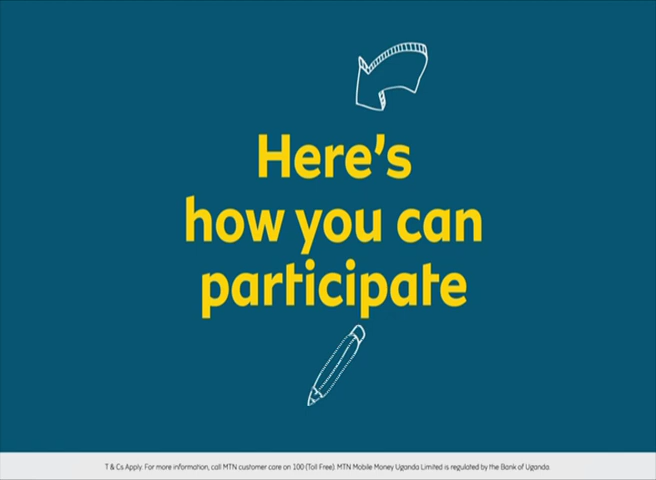 Here's
how you can
participate
T & Cs Apply. For more information, call MTN customer care on 100 (Toll Free). MTN Mobile Money Uganda Limited is regulated by the Bank of Uganda.